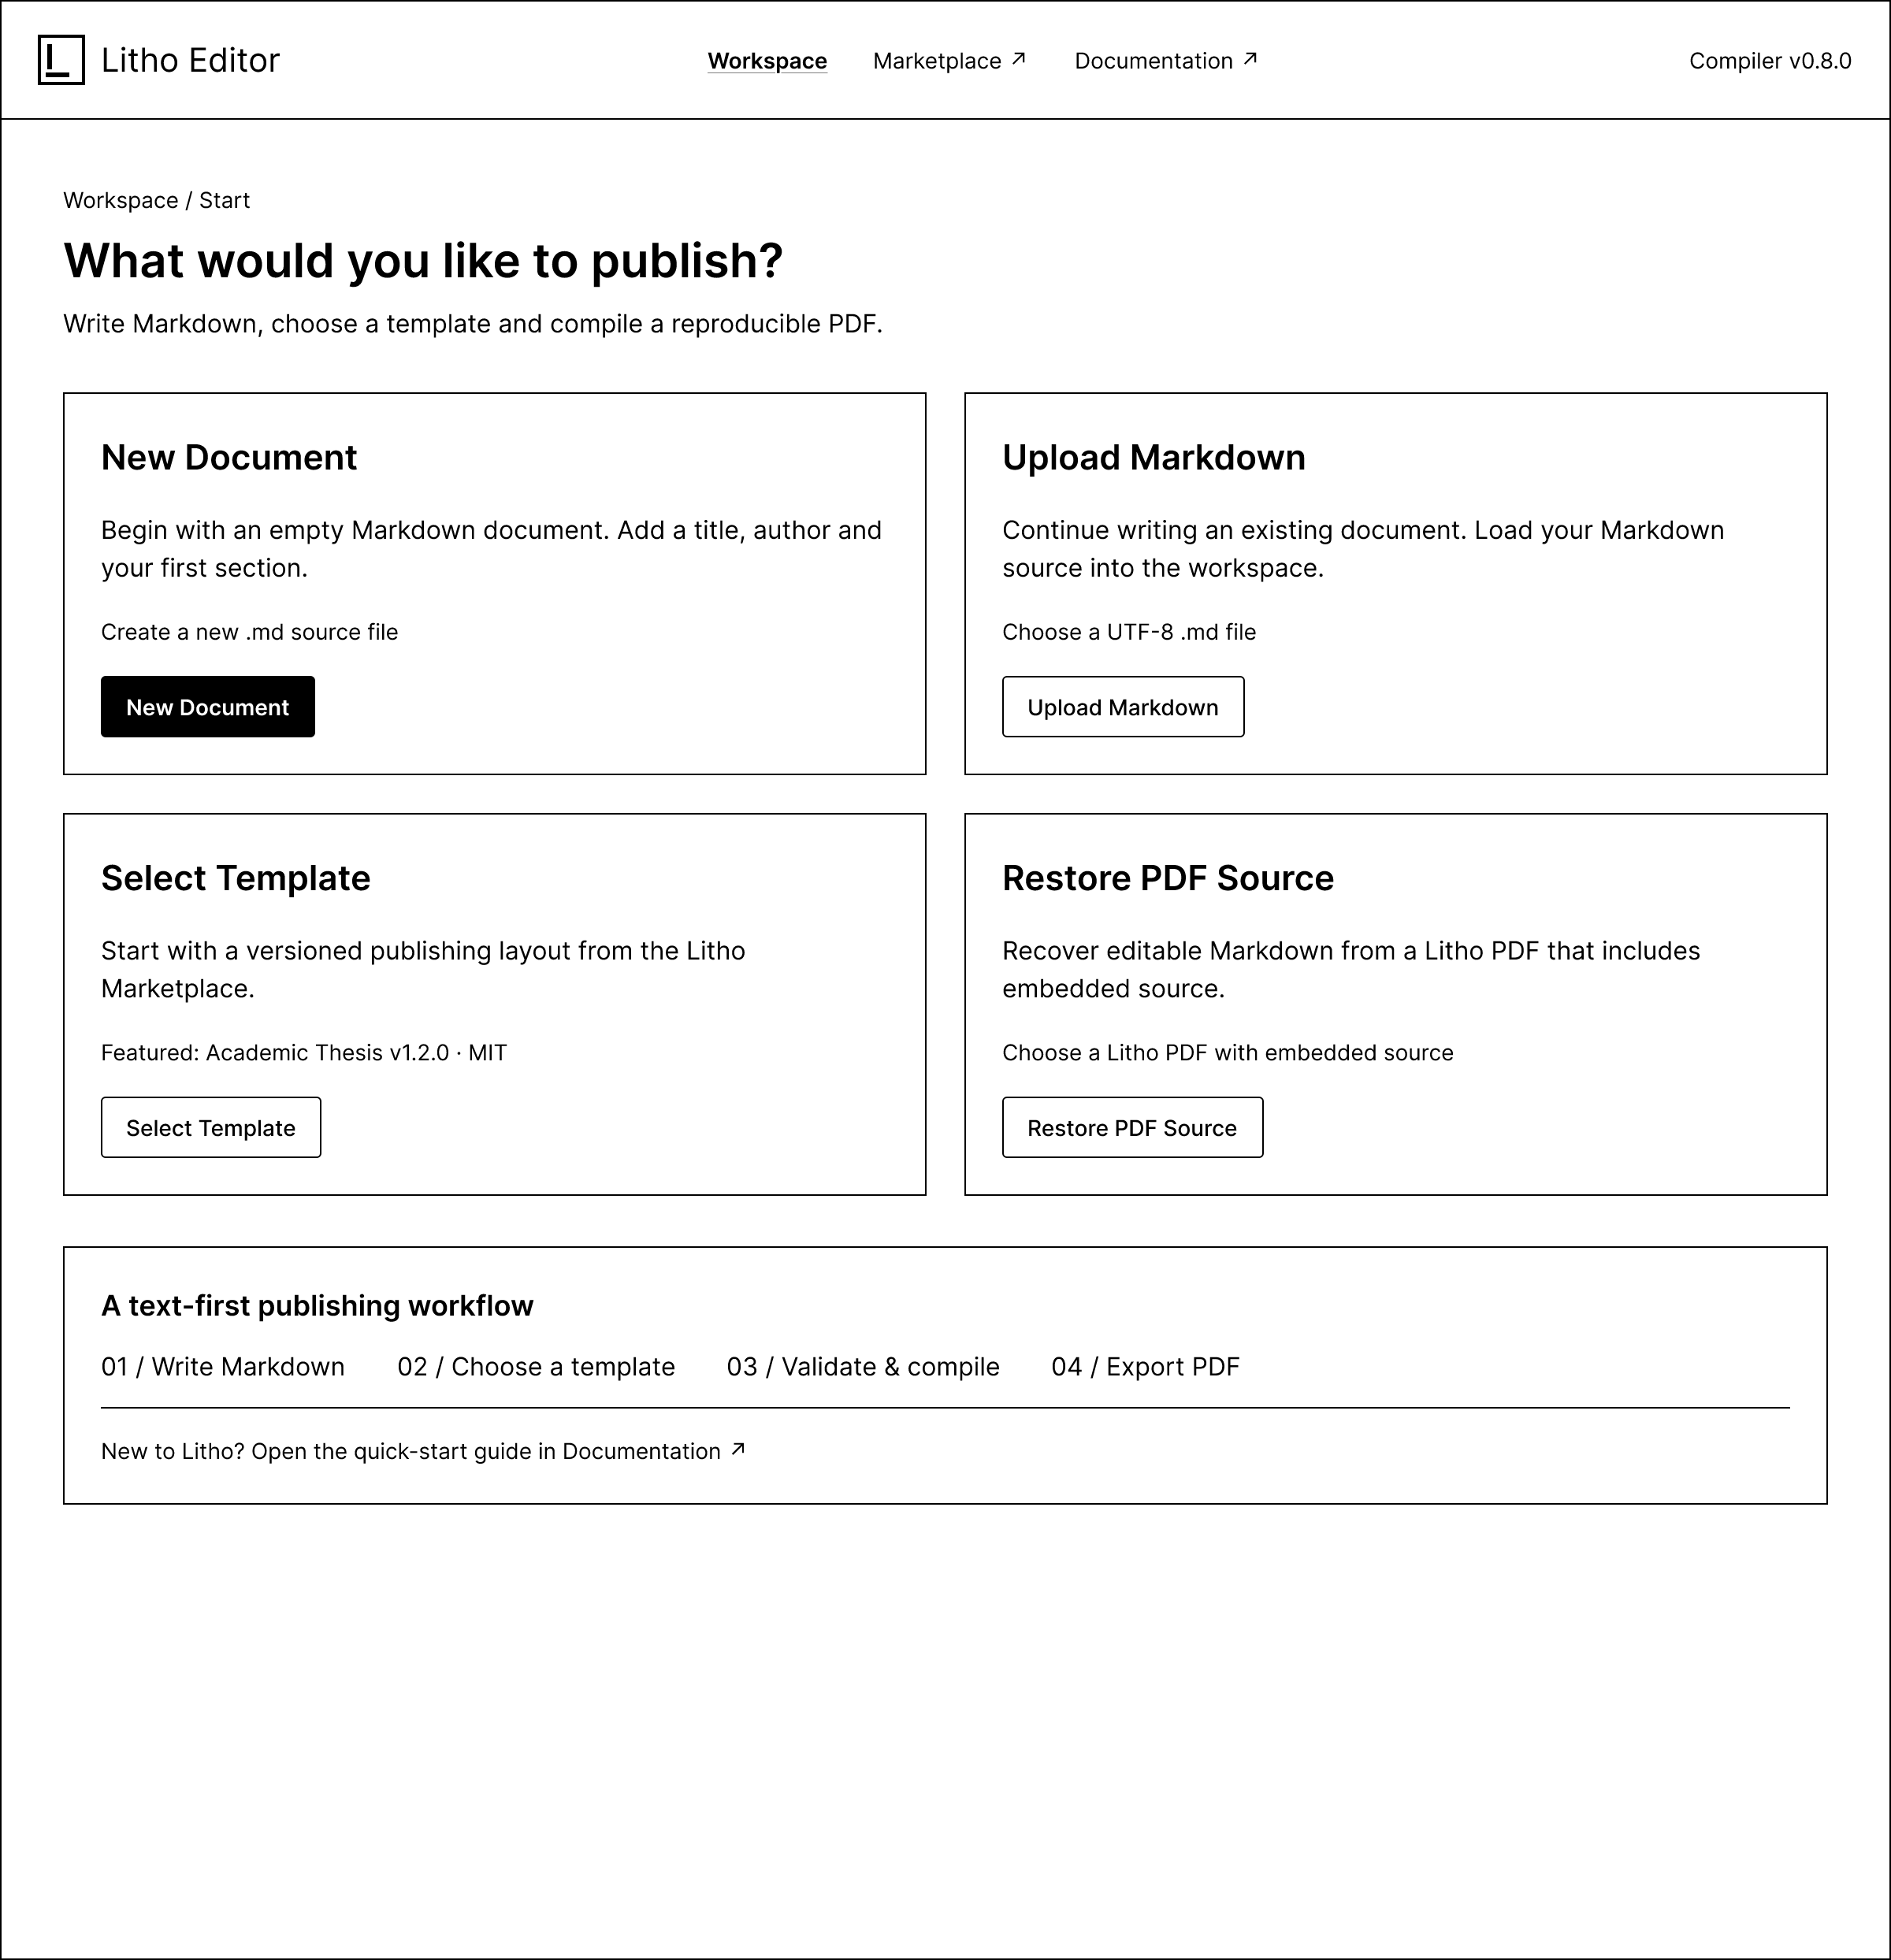 L Litho Editor
Workspace Marketplace ↗ Documentation ↗
Compiler v0.8.0
Workspace / Start
What would you like to publish?
Write Markdown, choose a template and compile a reproducible PDF.
New Document
Begin with an empty Markdown document. Add a title, author and
your first section.
Create a new .md source file
New Document
Upload Markdown
Continue writing an existing document. Load your Markdown
source into the workspace.
Choose a UTF-8 .md file
Upload Markdown
Select Template
Start with a versioned publishing layout from the Litho
Marketplace.
Featured: Academic Thesis v1.2.0 · MIT
Select Template
Restore PDF Source
Recover editable Markdown from a Litho PDF that includes
embedded source.
Choose a Litho PDF with embedded source
Restore PDF Source
A text-first publishing workflow
01 / Write Markdown 02 / Choose a template 03 / Validate & compile 04 / Export PDF
New to Litho? Open the quick-start guide in Documentation ↗